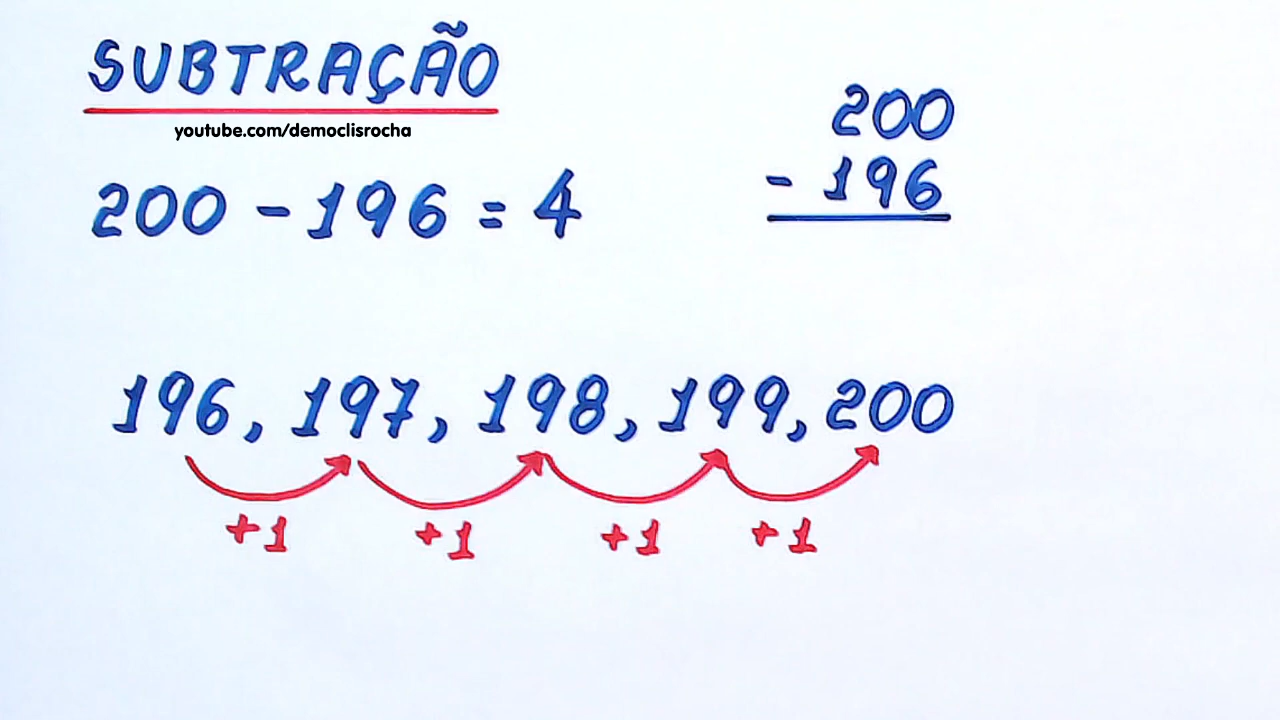 SUBTRAÇÃO
youtube.com/democlisrocha
200 - 196 = 4
200
- 196
196, 197, 198, 199, 200
+1 +1 +1 +1